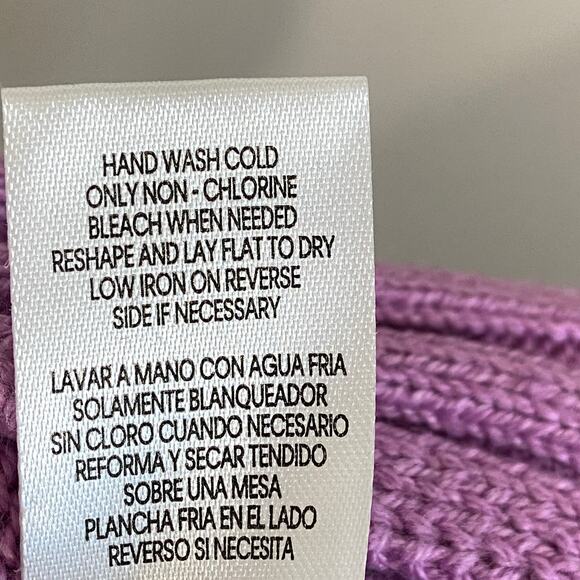 HAND WASH COLD
ONLY NON - CHLORINE
BLEACH WHEN NEEDED
RESHAPE AND LAY FLAT TO DRY
LOW IRON ON REVERSE
SIDE IF NECESSARY
LAVAR A MANO CON AGUA FRIA
SOLAMENTE BLANQUEADOR
SIN CLORO CUANDO NECESARIO
REFORMA Y SECAR TENDIDO
SOBRE UNA MESA
PLANCHA FRIA EN EL LADO
REVERSO SI NECESITA